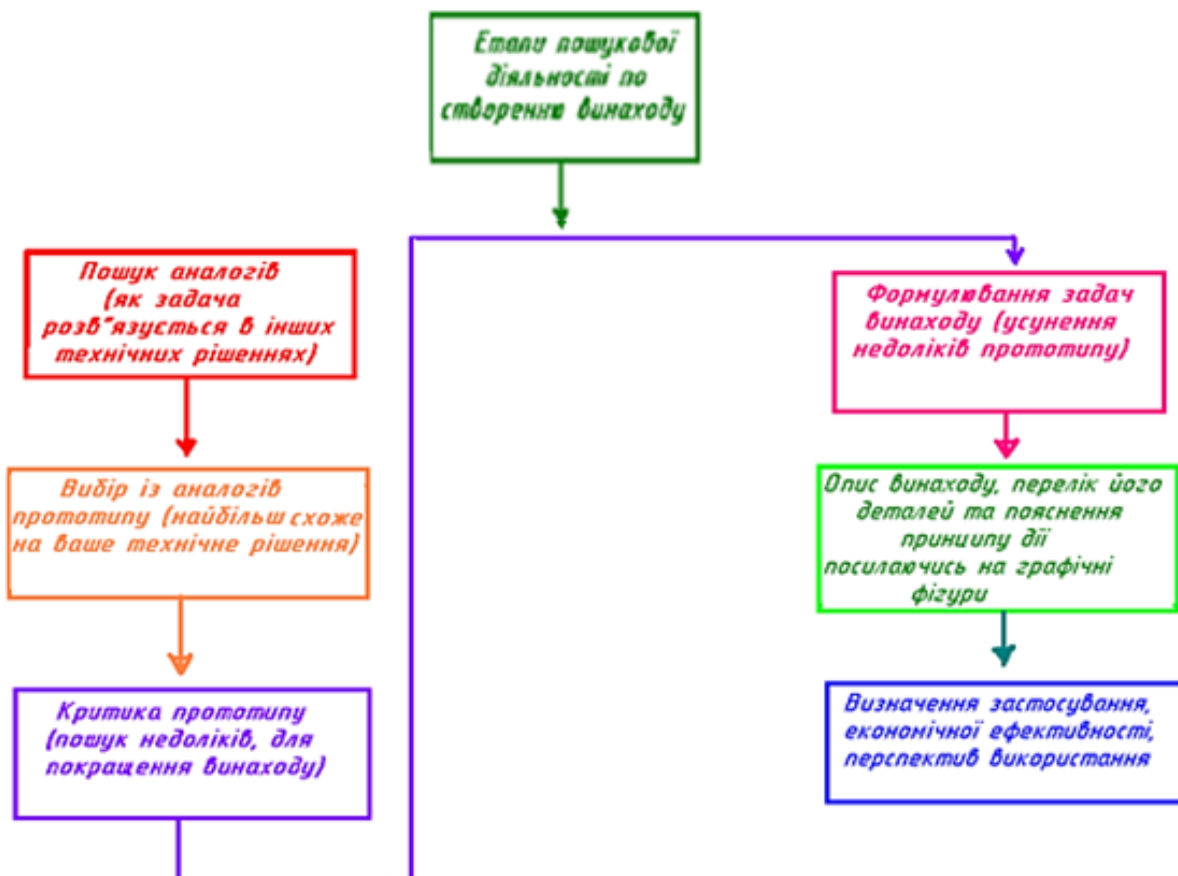 Етапи пошукової
діяльності по
створенню винаходу
Пошук аналогів
(як задача
розв"язується в інших
технічних рішеннях)
Вибір із аналогів
прототипу (найбільш схоже
на ваше технічне рішення)
Критика прототипу
(пошук недоліків, для
покращення винаходу)
Формулювання задач
винаходу (усунення
недоліків прототипу)
Опис винаходу, перелік його
деталей та пояснення
принципу дії
посилаючись на графічні
фігури
Визначення застосування,
економічної ефективності,
перспектив використання